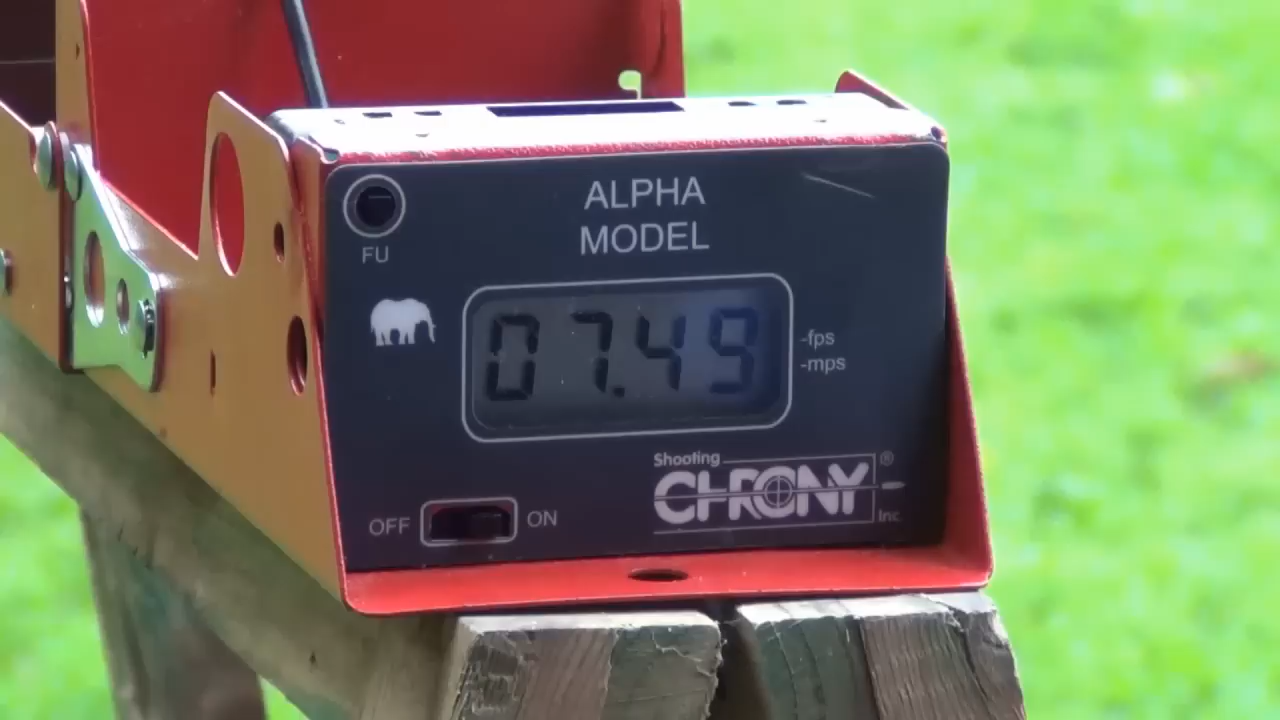 ALPHA
MODEL
FU
07.49
-fps
-mps
Shooting
CHRONY ®
Inc.
OFF ON